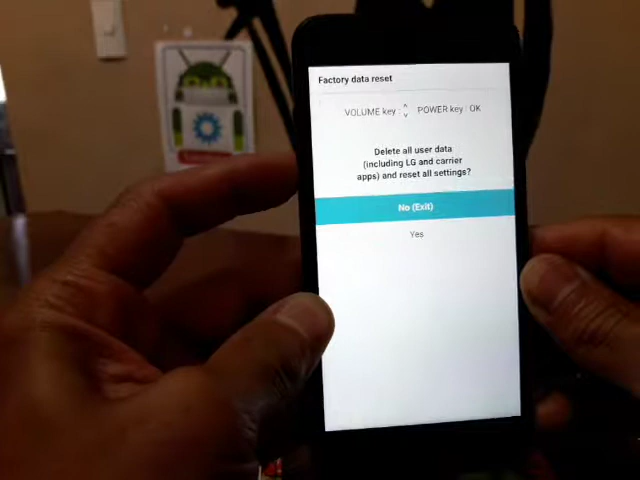 Factory data reset
VOLUME key : POWER key : OK
Delete all user data
(including LG and carrier
apps) and reset all settings?
No (Exit)
Yes